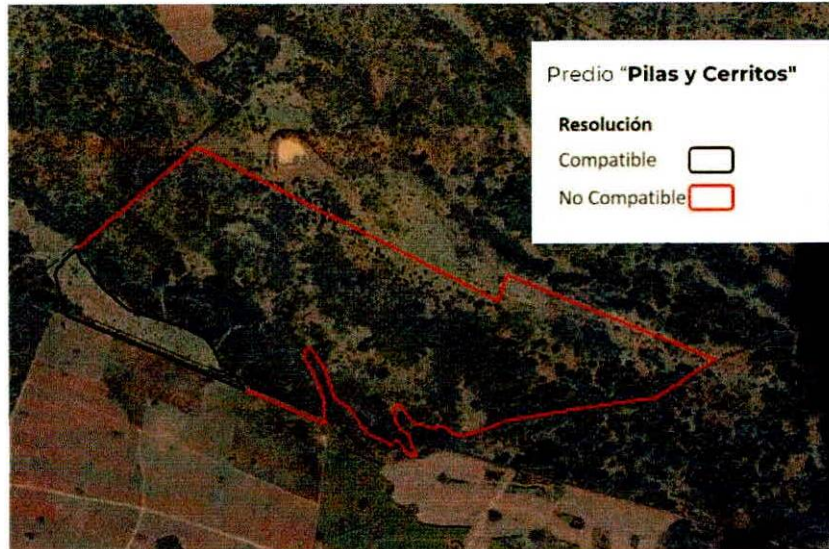 Predio "Pilas y Cerritos"
Resolución
Compatible
No Compatible